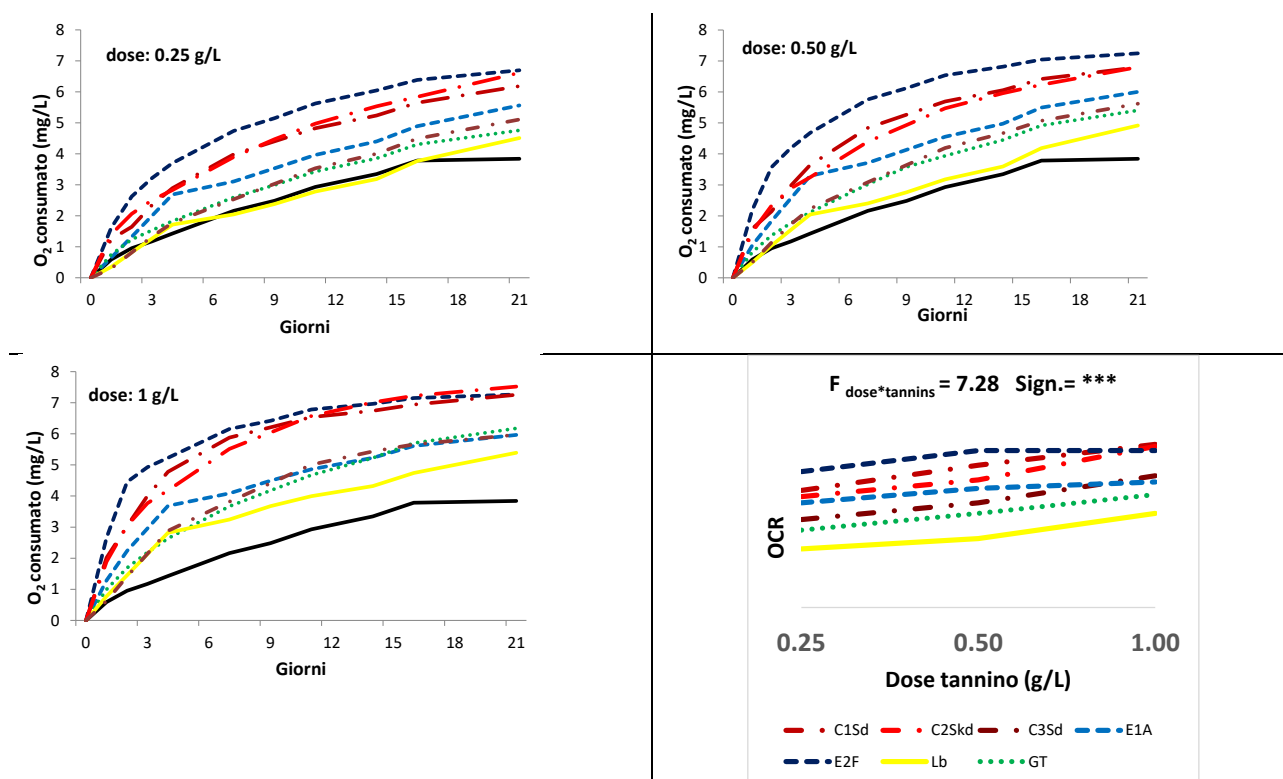 dose: 0.25 g/L
O2 consumato (mg/L)
8
7
6
5
4
3
2
1
0
0 3 6 9 12 15 18 21
Giorni
dose: 0.50 g/L
O2 consumato (mg/L)
8
7
6
5
4
3
2
1
0
0 3 6 9 12 15 18 21
Giorni
dose: 1 g/L
O2 consumato (mg/L)
8
7
6
5
4
3
2
1
0
0 3 6 9 12 15 18 21
Giorni
F dose*tannins = 7.28 Sign.= ***
OCR
0.25 0.50 1.00
Dose tannino (g/L)
C1Sd C2Skd C3Sd E1A
E2F Lb GT